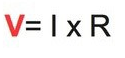 V= I x R